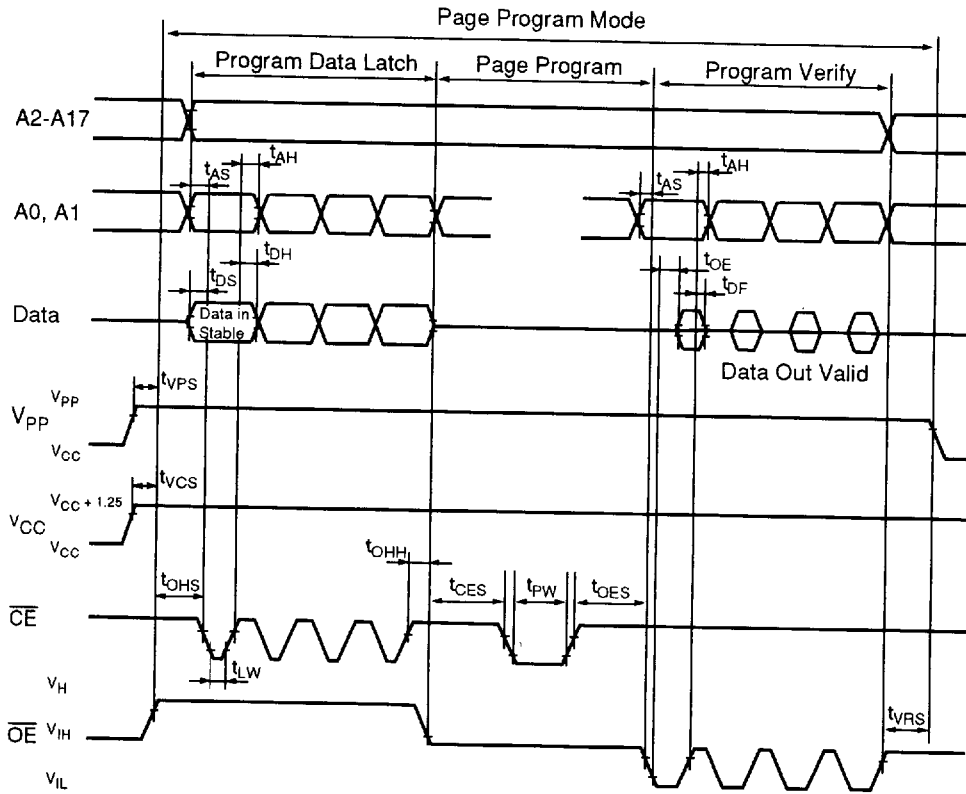 Page Program Mode
Program Data Latch
Page Program
Program Verify
A2-A17
tAH
tAS
tAS
tAH
A0, A1
tDH
tDS
tOE
tDF
Data
Data in
Stable
Data Out Valid
tVPS
VPP
VPP
VCC
tVCS
VCC + 1.25
VCC
VCC
tOHH
tOHS
tCES
tPW
tOES
CE
tLW
VH
tVRS
OE
VIH
VIL